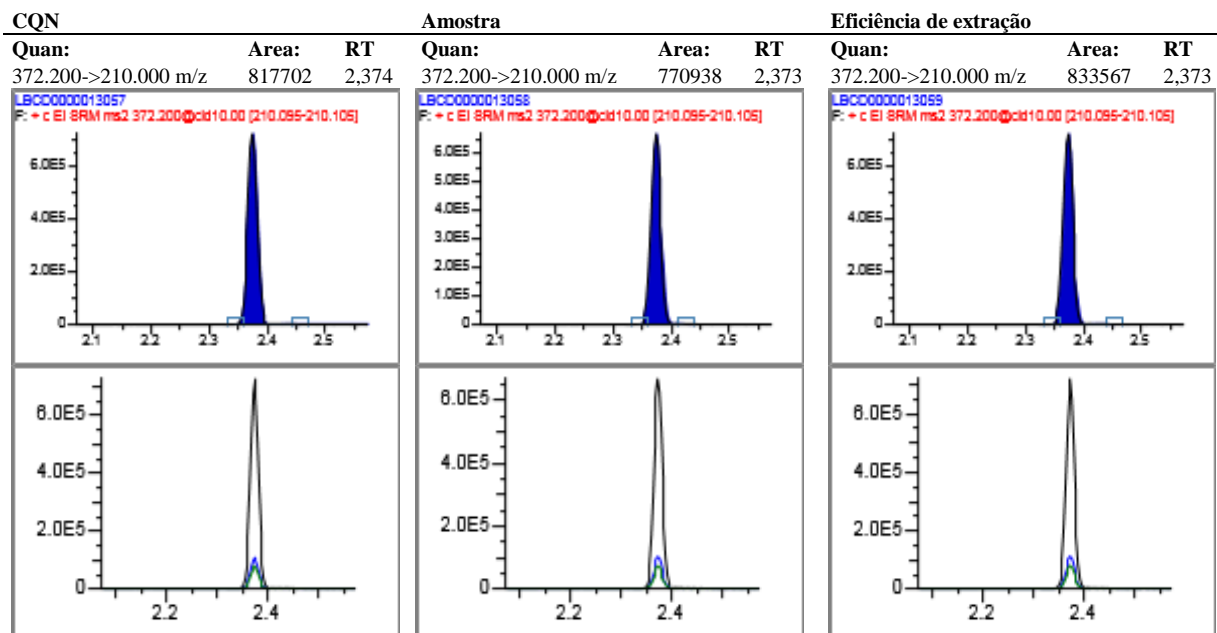 CQN Amostra Eficiência de extração
Quan: Area: RT Quan: Area: RT Quan: Area: RT
372.200->210.000 m/z 817702 2,374 372.200->210.000 m/z 770938 2,373 372.200->210.000 m/z 833567 2,373
LBCD0000013057 LBCD0000013058 LBCD0000013059
F: + c EI SRM ms2 372.200@cid10.00 [210.095-210.105] F: + c EI SRM ms2 372.200@cid10.00 [210.095-210.105] F: + c EI SRM ms2 372.200@cid10.00 [210.095-210.105]
6.0E5 6.0E5 6.0E5
5.0E5
4.0E5 4.0E5 4.0E5
3.0E5
2.0E5 2.0E5 2.0E5
1.0E5
0 0 0
2.1 2.2 2.3 2.4 2.5 2.1 2.2 2.3 2.4 2.5 2.1 2.2 2.3 2.4 2.5
6.0E5 6.0E5 6.0E5
4.0E5 4.0E5 4.0E5
2.0E5 2.0E5 2.0E5
0 0 0
2.2 2.4 2.2 2.4 2.2 2.4